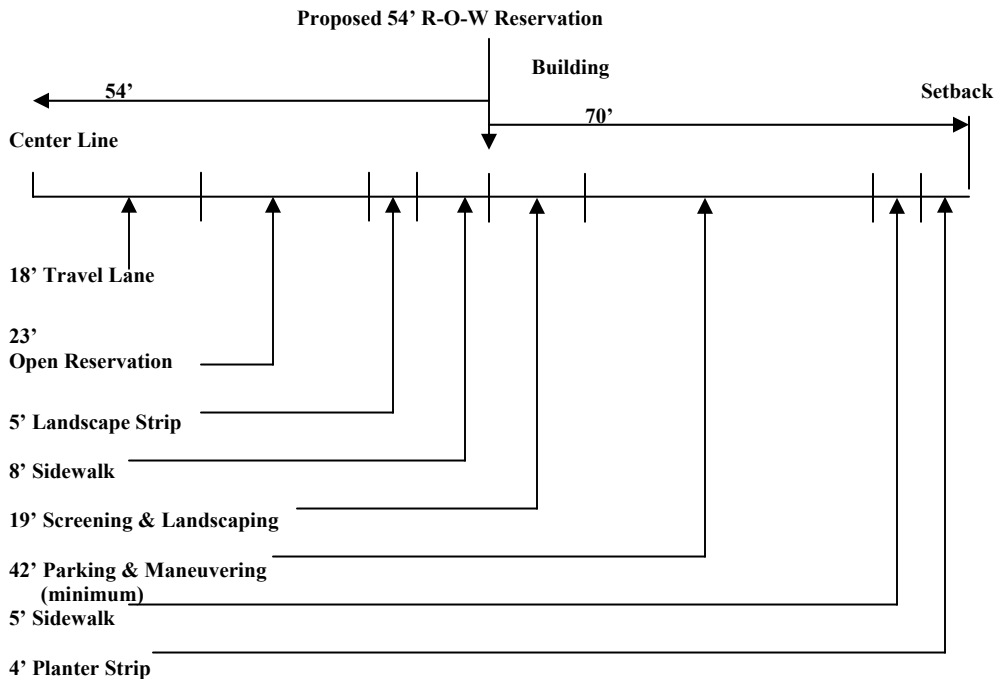 Proposed 54’ R-O-W Reservation
Building
54’
Setback
70’
Center Line
18’ Travel Lane
23’
Open Reservation
5’ Landscape Strip
8’ Sidewalk
19’ Screening & Landscaping
42’ Parking & Maneuvering
(minimum)
5’ Sidewalk
4’ Planter Strip